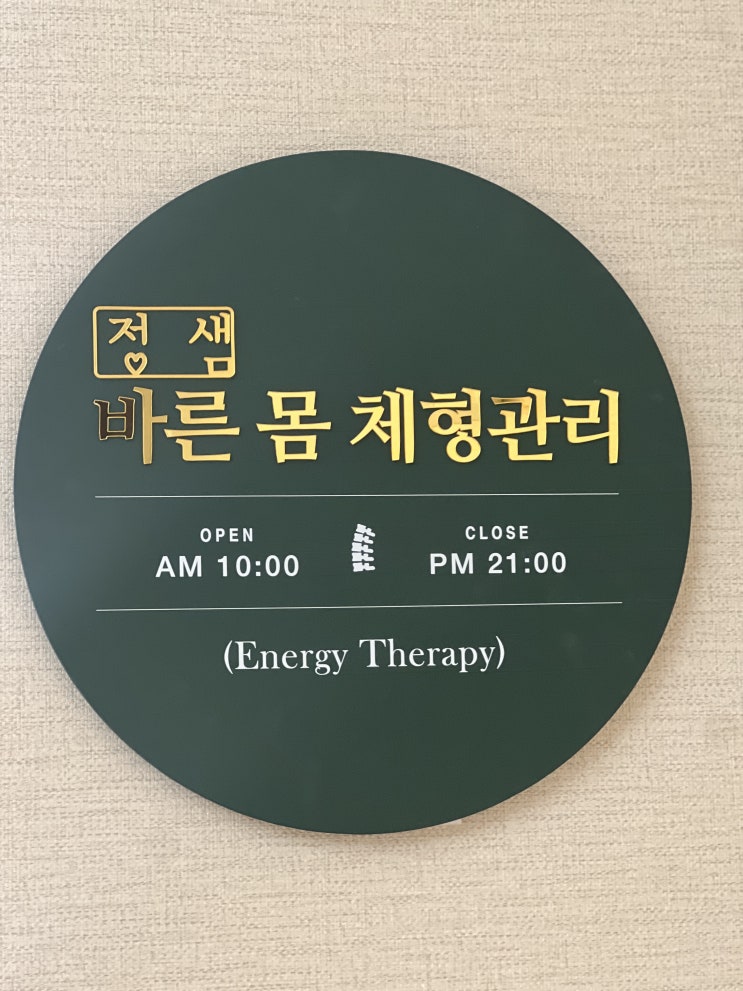 정샘
바른 몸 체형관리
OPEN
AM 10:00
CLOSE
PM 21:00
(Energy Therapy)